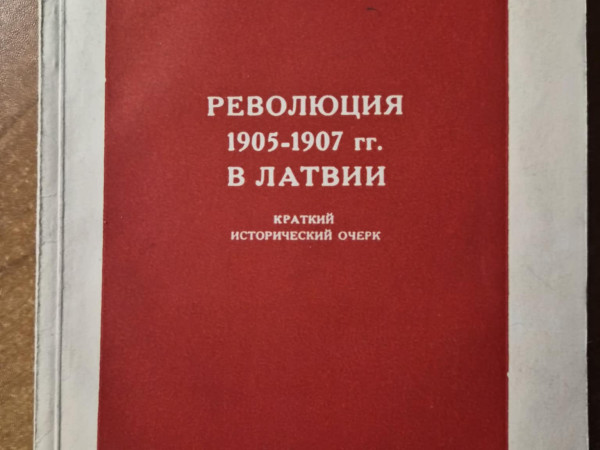 РЕВОЛЮЦИЯ
1905-1907 гг.
В ЛАТВИИ
КРАТКИЙ
ИСТОРИЧЕСКИЙ ОЧЕРК